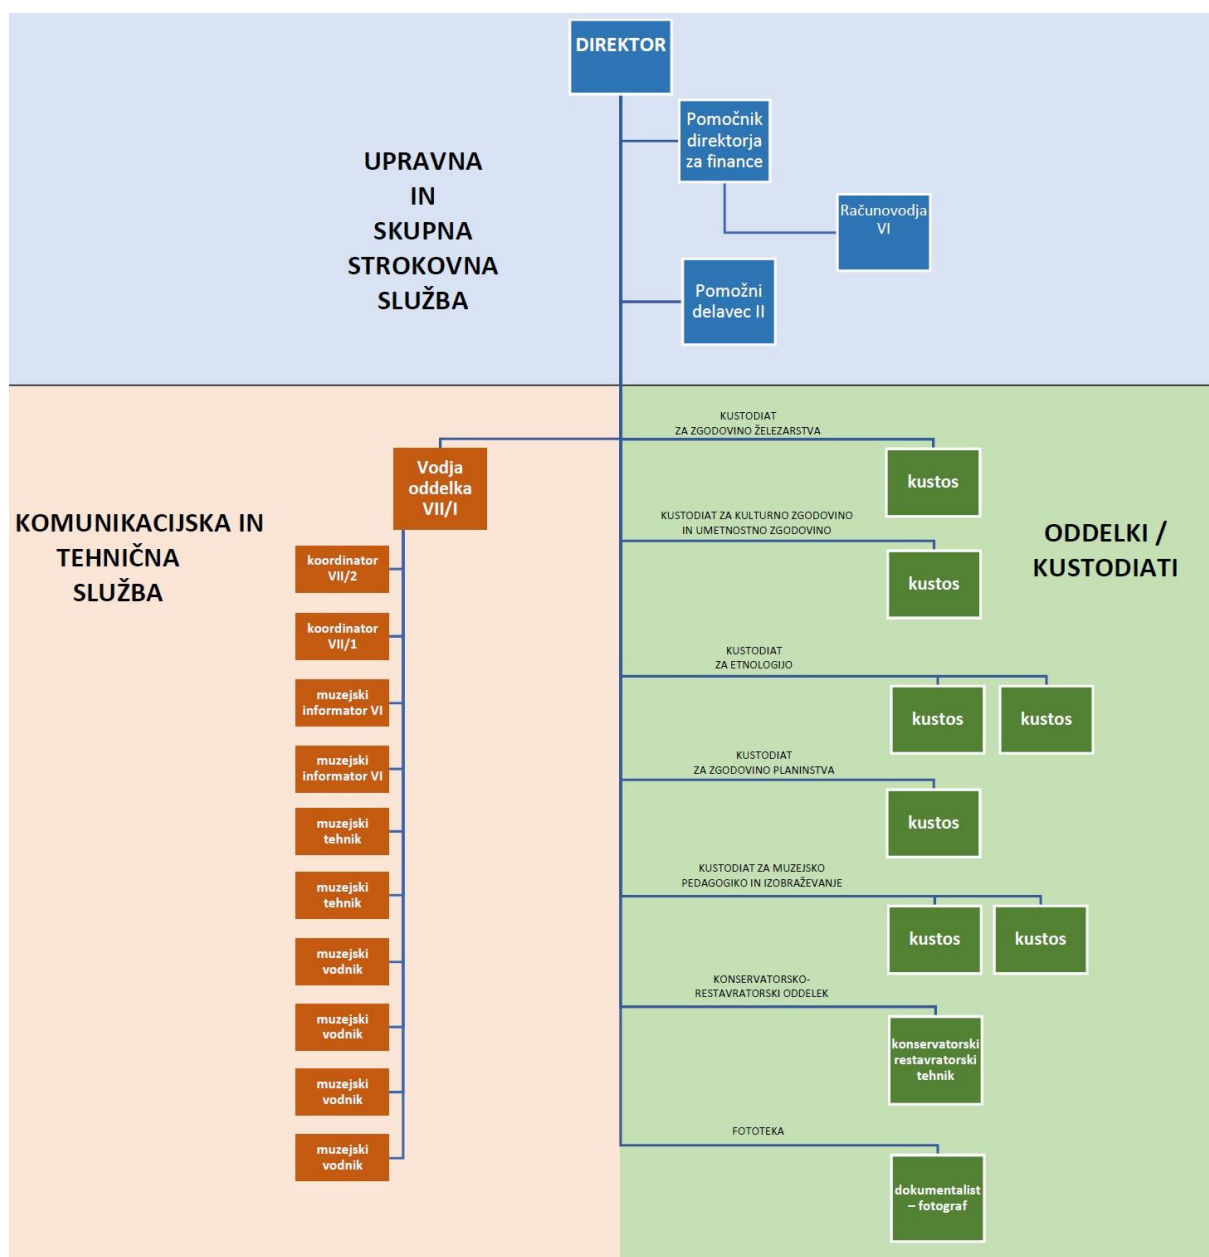 DIREKTOR
Pomočnik
direktorja
za finance
UPRAVNA
IN
SKUPNA
STROKOVNA
SLUŽBA
Računovodja
VI
Pomožni
delavec II
KOMUNIKACIJSKA IN
TEHNIČNA
SLUŽBA
Vodja
oddelka
VII/I
koordinator
VII/2
koordinator
VII/1
muzejski
informator VI
muzejski
informator VI
muzejski
tehnik
muzejski
tehnik
muzejski
vodnik
muzejski
vodnik
muzejski
vodnik
muzejski
vodnik
ODDELKI /
KUSTODIATI
KUSTODIAT
ZA ZGODOVINO ŽELEZARSTVA
kustos
KUSTODIAT ZA KULTURNO ZGODOVINO
IN UMETNOSTNO ZGODOVINO
kustos
KUSTODIAT
ZA ETNOLOGIJO
kustos
kustos
KUSTODIAT
ZA ZGODOVINO PLANINSTVA
kustos
KUSTODIAT ZA MUZEJSKO
PEDAGOGIKO IN IZOBRAŽEVANJE
kustos
kustos
KONSERVATORSKO-
RESTAVRATORSKI ODDELEK
konservatorski
restavratorski
tehnik
FOTOTEKA
dokumentalist
– fotograf